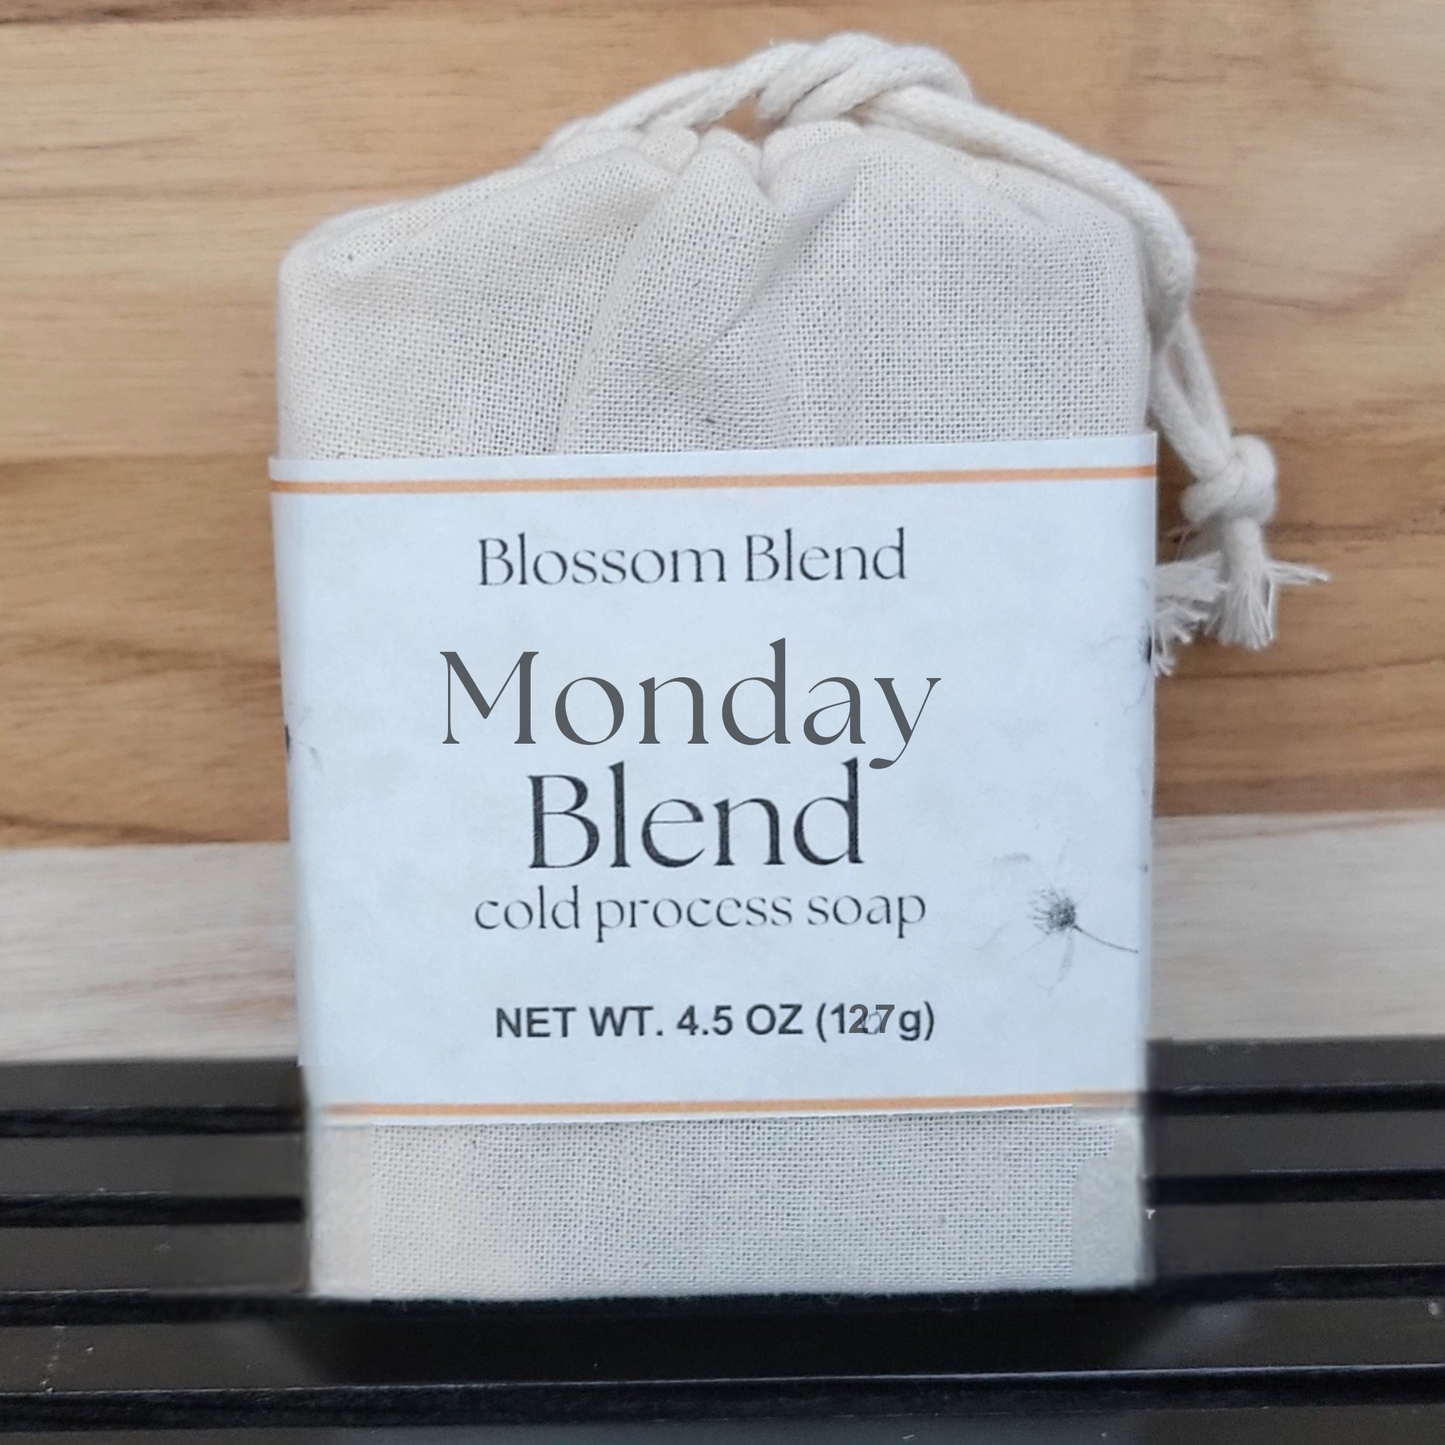 Blossom Blend
Monday
Blend
cold process soap
NET WT. 4.5 OZ (127g)